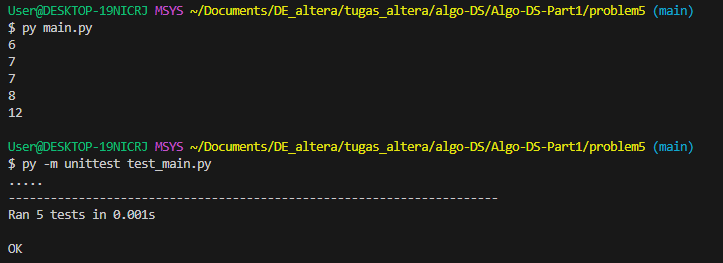 User@DESKTOP-19NICRJ MSYS ~/Documents/DE_altera/tugas_altera/algo-DS/Algo-DS-Part1/problem5 (main)
$ py main.py
6
7
7
8
12
User@DESKTOP-19NICRJ MSYS ~/Documents/DE_altera/tugas_altera/algo-DS/Algo-DS-Part1/problem5 (main)
$ py -m unittest test_main.py
.....
----------------------------------------------------------------------
Ran 5 tests in 0.001s
OK